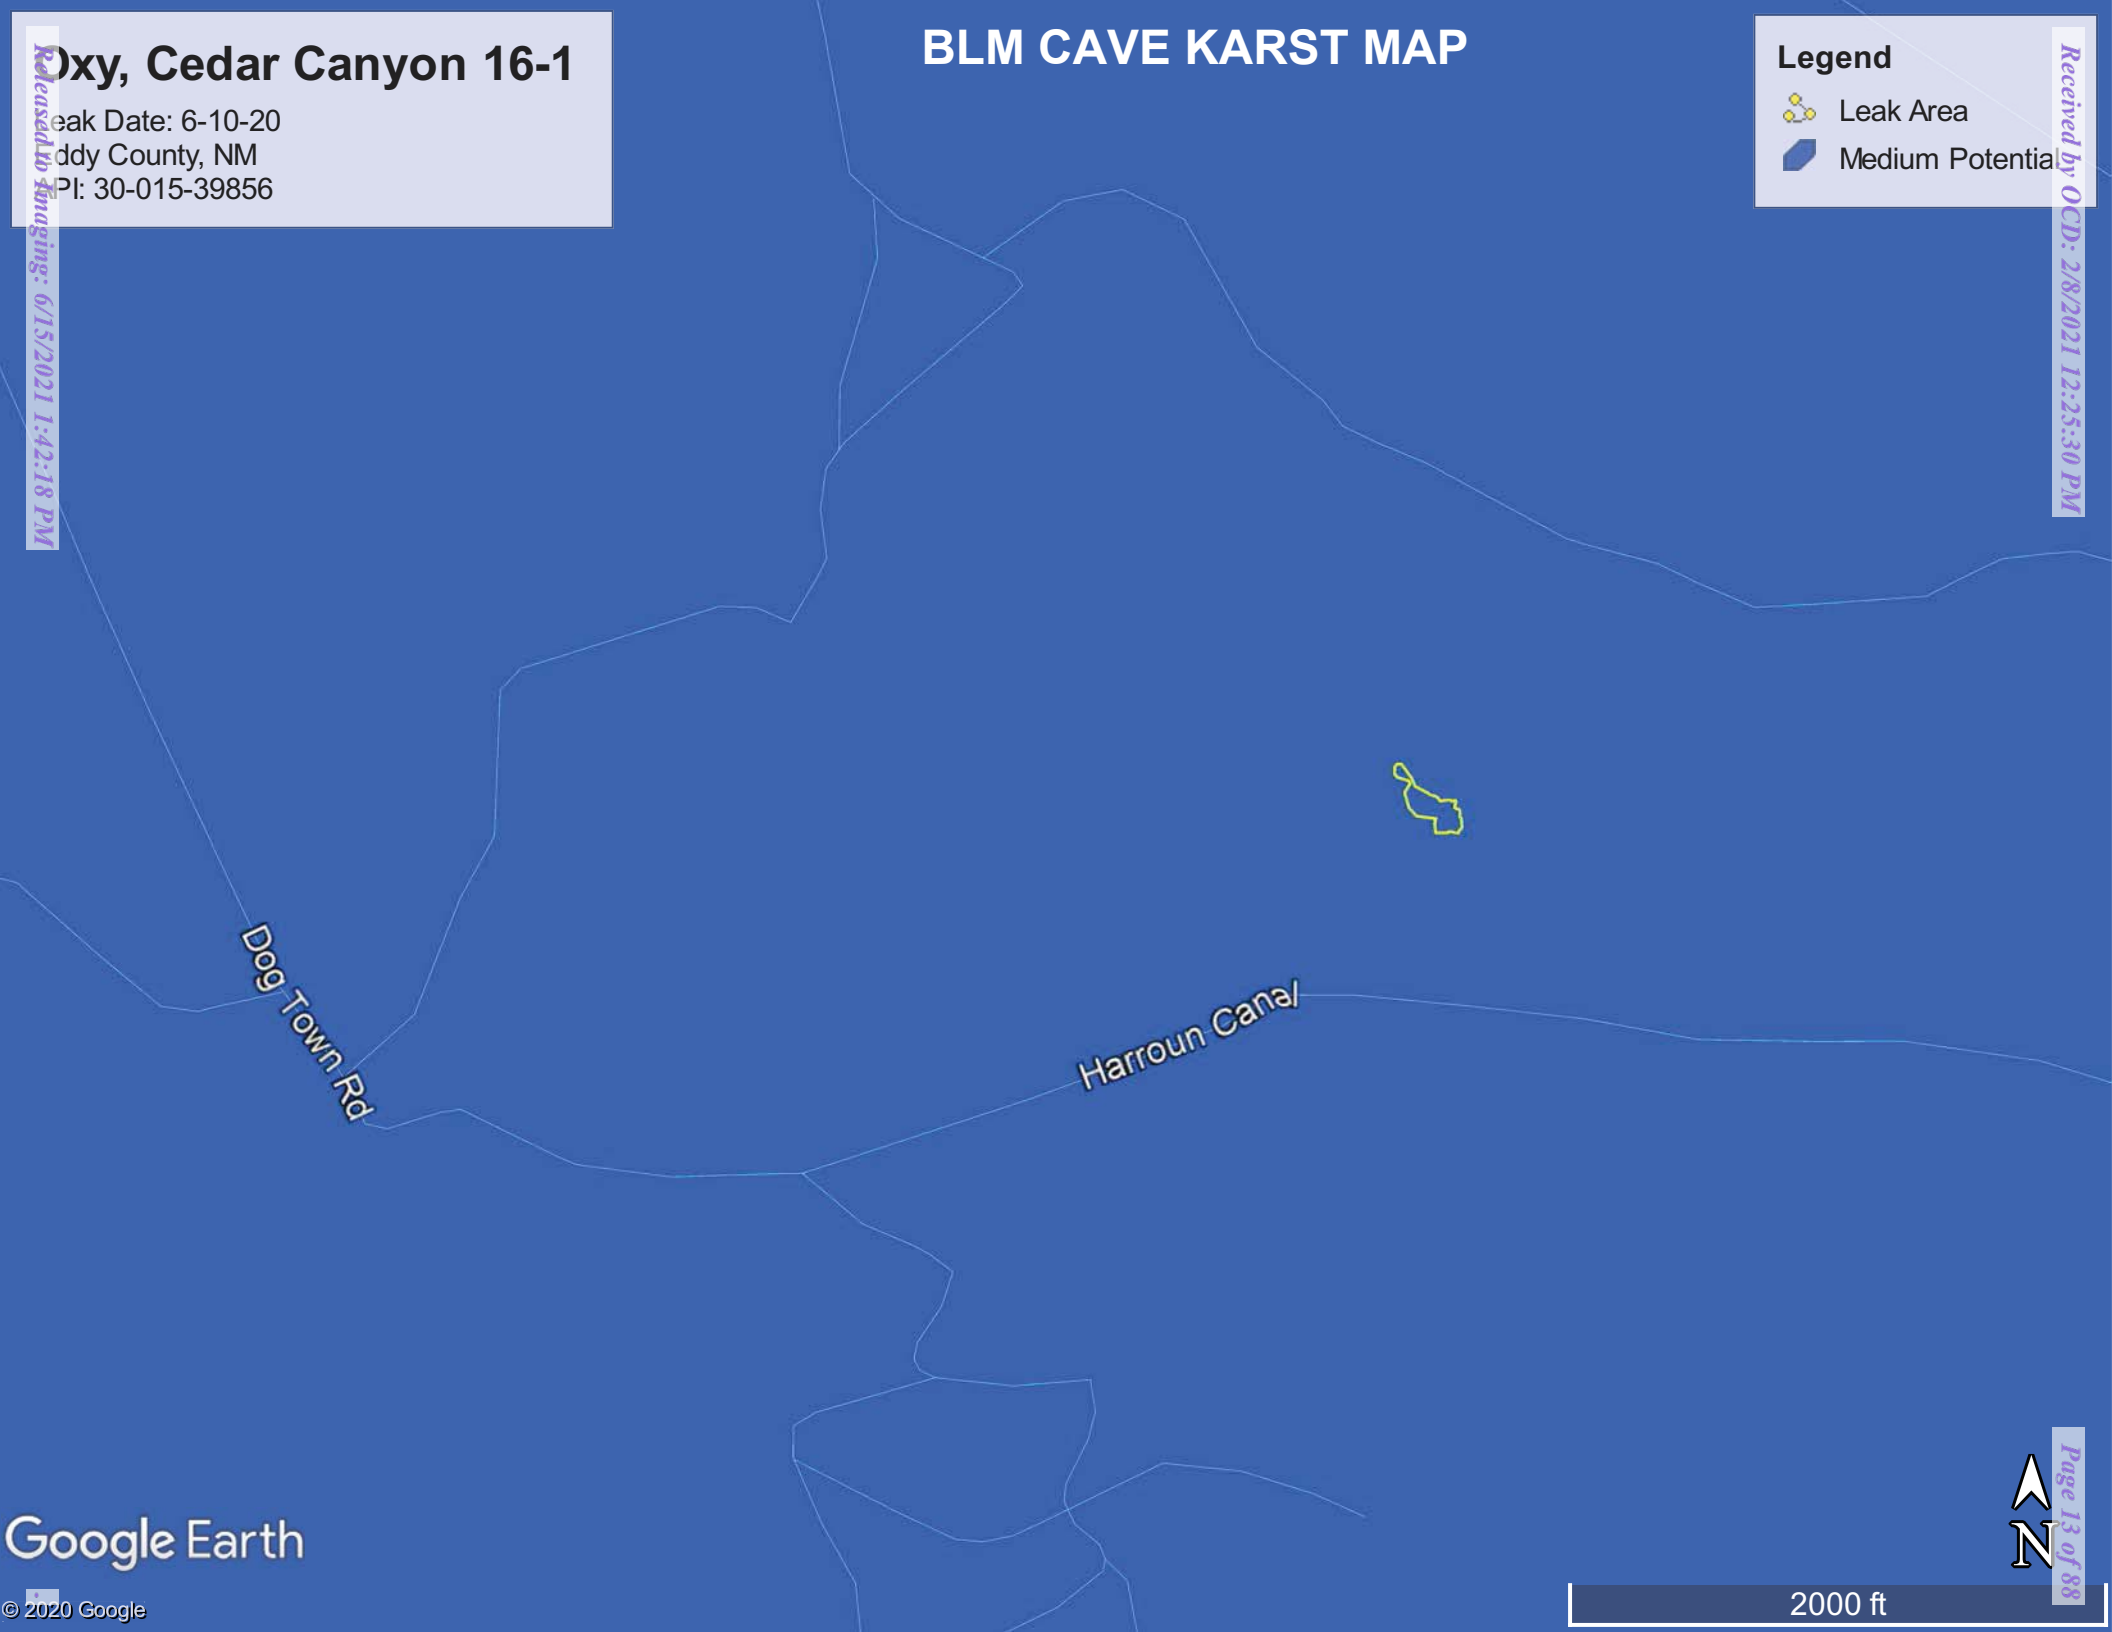 Oxy, Cedar Canyon 16-1
eak Date: 6-10-20
ddy County, NM
PI: 30-015-39856
Released to Imaging: 6/15/2021 1:42:18 PM
BLM CAVE KARST MAP
Legend
Leak Area
Medium Potential
Received by OCD: 2/8/2021 12:25:30 PM
Dog Town Rd
Harroun Canal
Google Earth
© 2020 Google
N
Page 13 of 88
2000 ft